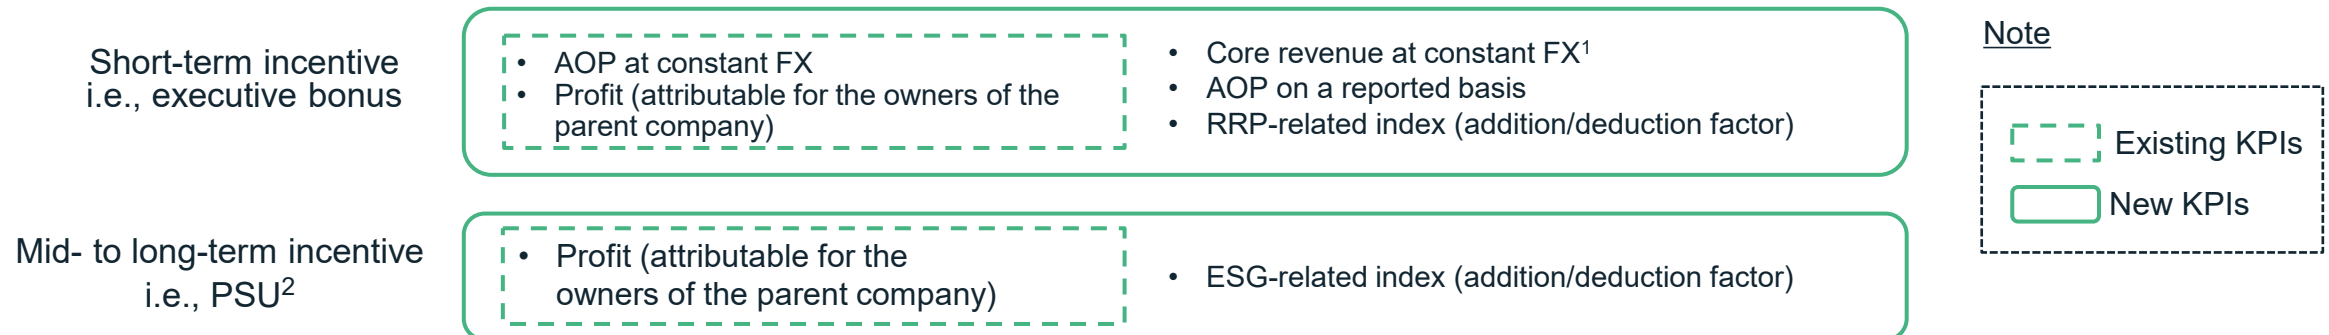 Short-term incentive
i.e., executive bonus
• AOP at constant FX
• Profit (attributable for the owners of the
parent company)
• Core revenue at constant FX¹
• AOP on a reported basis
• RRP-related index (addition/deduction factor)
Mid- to long-term incentive
i.e., PSU²
• Profit (attributable for the
owners of the parent company)
• ESG-related index (addition/deduction factor)
Note
Existing KPIs
New KPIs